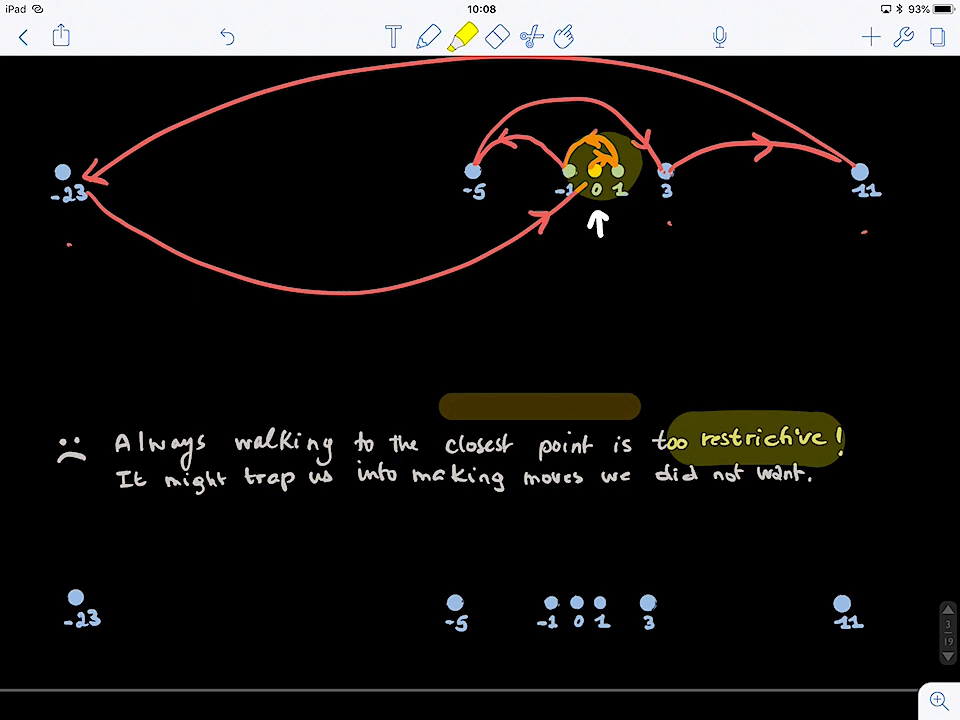 iPad 10:08 93%
T
-23 -5 -1 0 1 3 11
Always walking to the closest point is too restrictive!
It might trap us into making moves we did not want.
-23 -5 -1 0 1 3 11
3
19